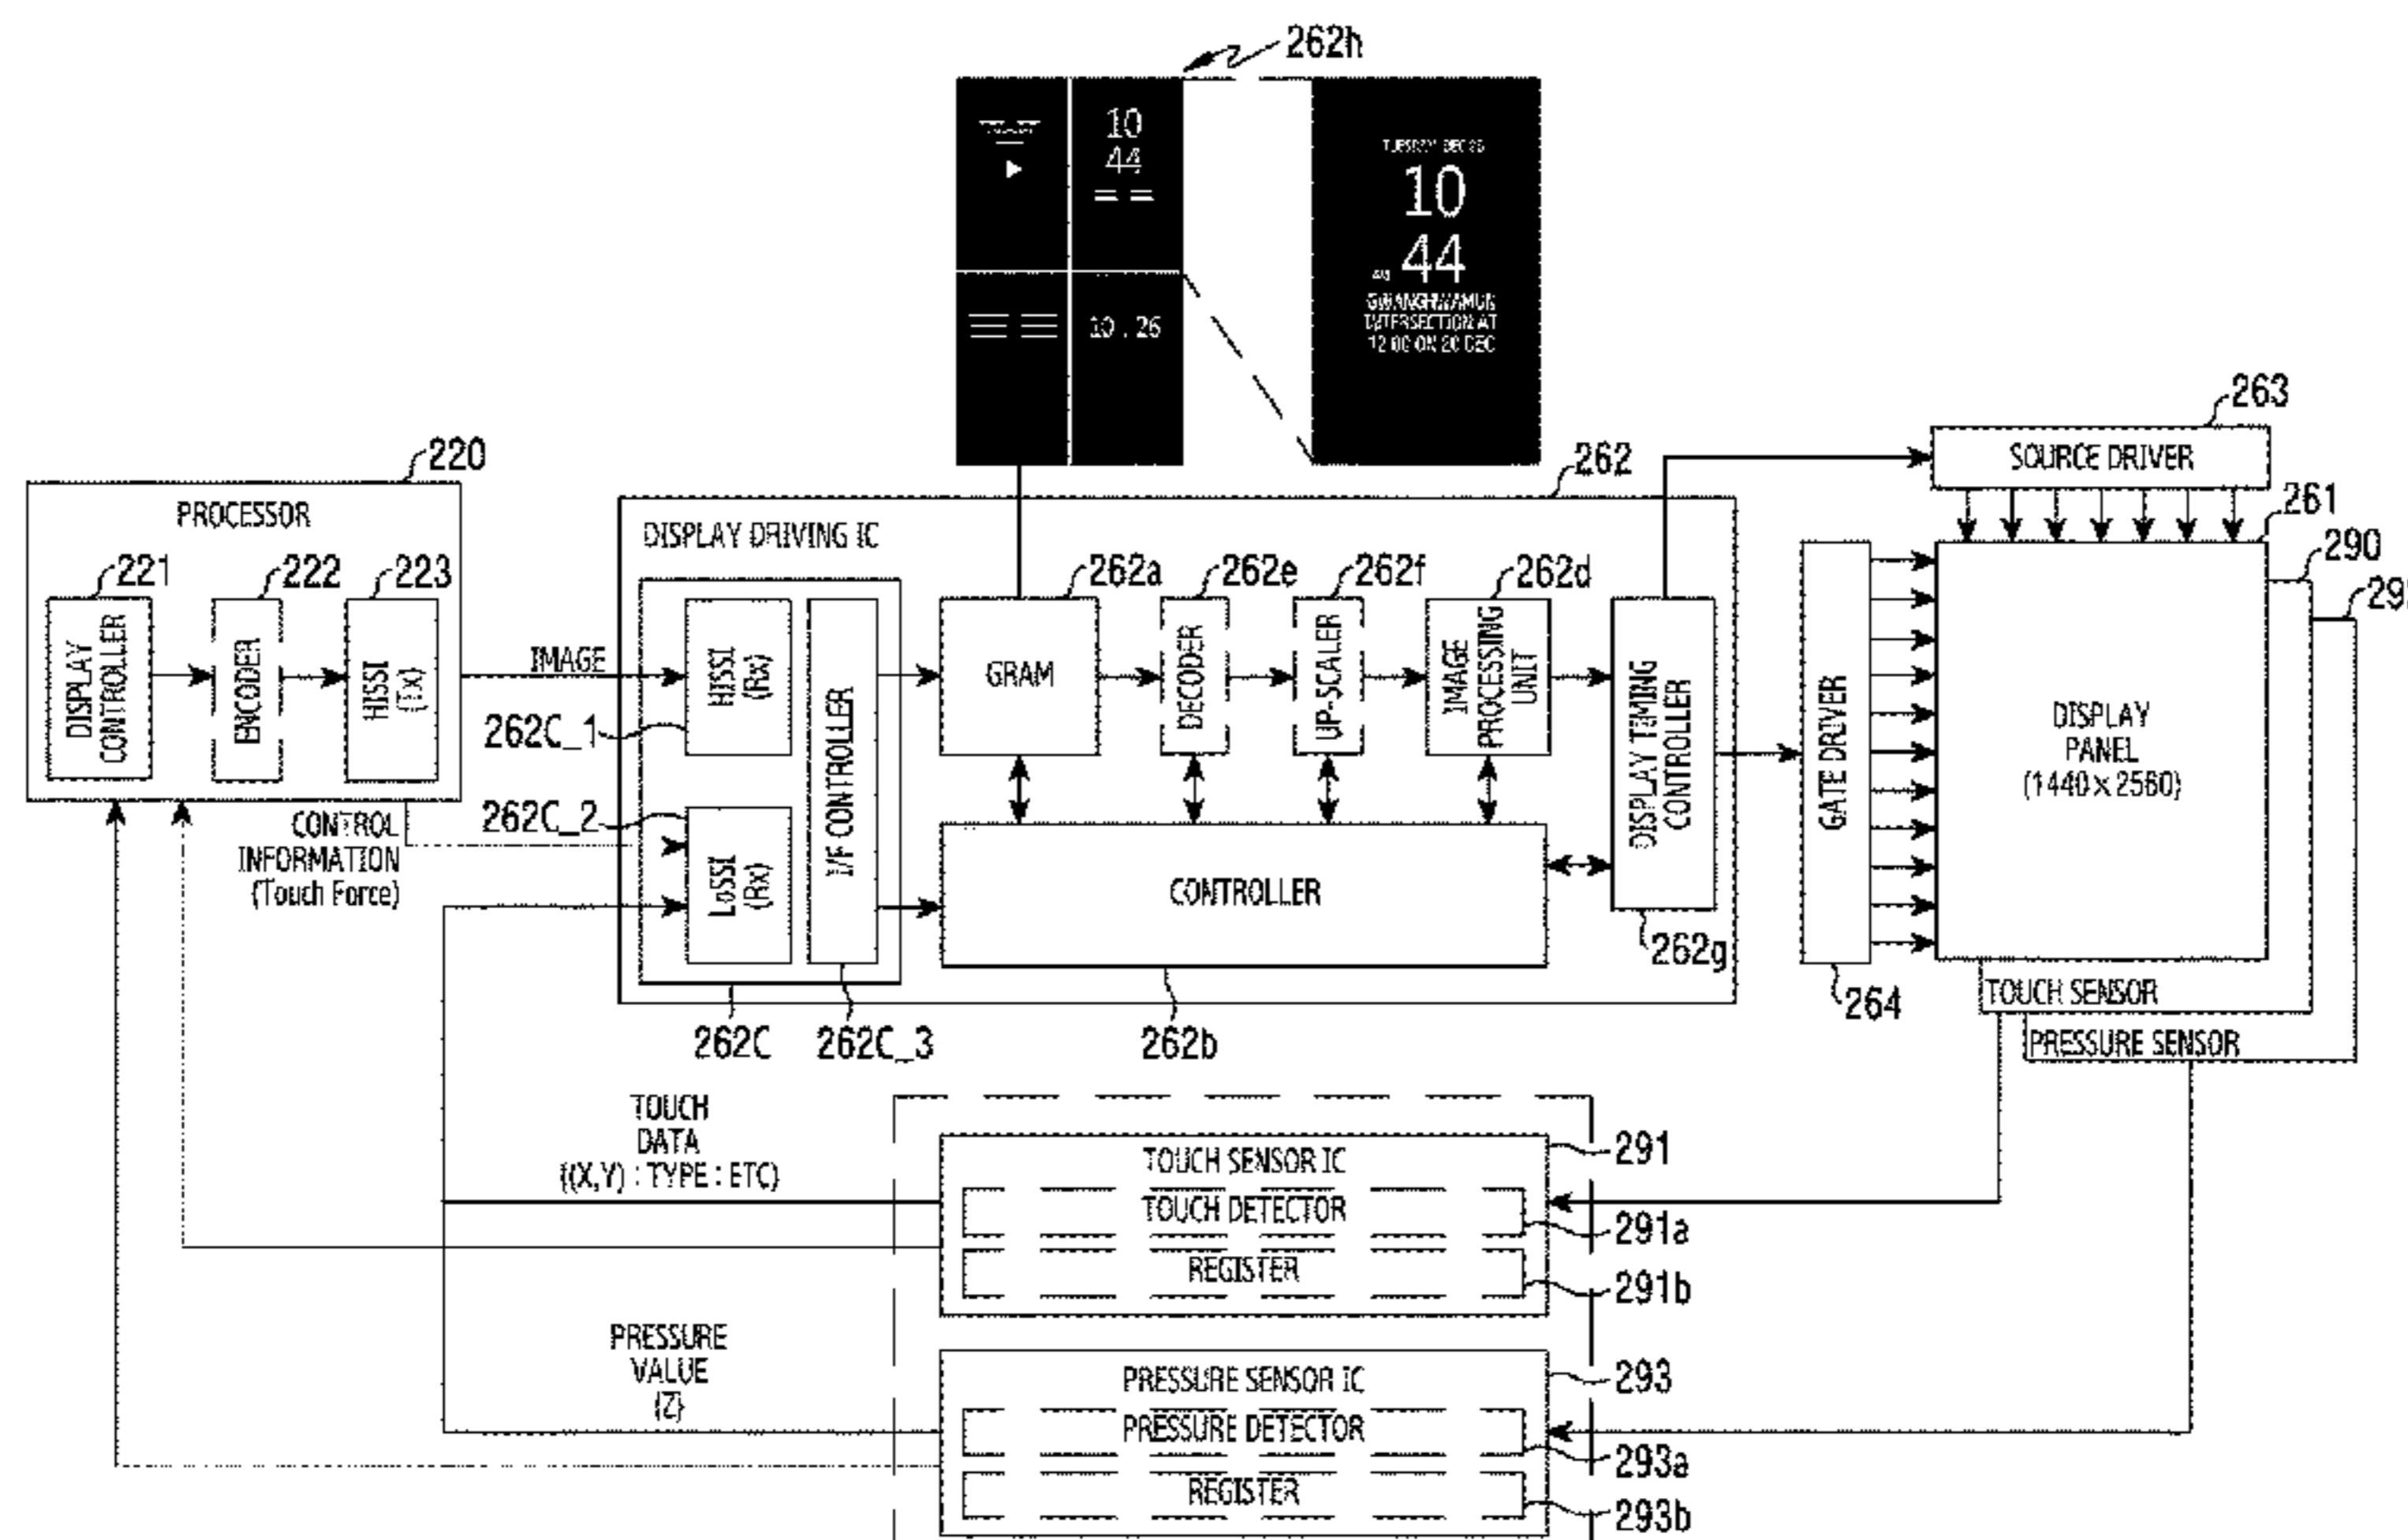 262h
10
44
10 : 26
10
44
GWANGHWAMUN
INTERSECTION AT
12:00 ON 20 DEC
263
SOURCE DRIVER
220
PROCESSOR
221
DISPLAY
CONTROLLER
222
ENCODER
223
HiSSI
(Tx)
IMAGE
262
DISPLAY DRIVING IC
HiSSI
(Rx)
262C_1
262C_2
LoSSI
(Rx)
I/F CONTROLLER
262C
262C_3
262a
GRAM
262e
DECODER
262f
UP-SCALER
262d
IMAGE
PROCESSING
UNIT
DISPLAY TIMING
CONTROLLER
262g
CONTROLLER
262b
GATE DRIVER
264
261
DISPLAY
PANEL
(1440×2560)
290
TOUCH SENSOR
PRESSURE SENSOR
CONTROL
INFORMATION
(Touch Force)
TOUCH
DATA
((X,Y) : TYPE : ETC)
291
TOUCH SENSOR IC
TOUCH DETECTOR
291a
REGISTER
291b
PRESSURE
VALUE
(Z)
293
PRESSURE SENSOR IC
PRESSURE DETECTOR
293a
REGISTER
293b